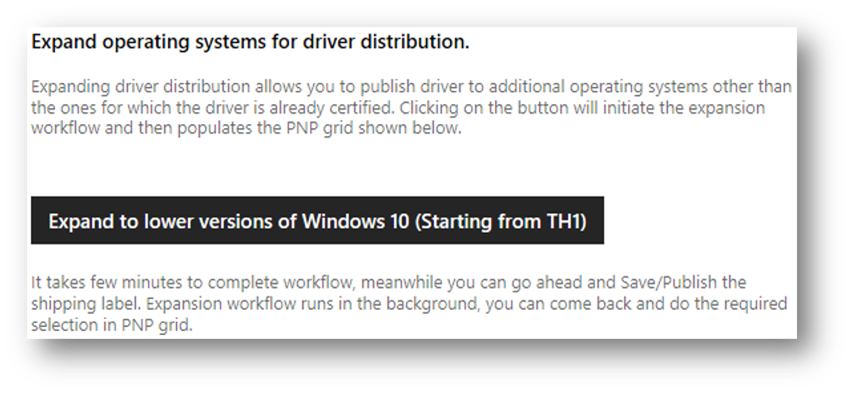 Expand operating systems for driver distribution.
Expanding driver distribution allows you to publish driver to additional operating systems other than
the ones for which the driver is already certified. Clicking on the button will initiate the expansion
workflow and then populates the PNP grid shown below.
Expand to lower versions of Windows 10 (Starting from TH1)
It takes few minutes to complete workflow, meanwhile you can go ahead and Save/Publish the
shipping label. Expansion workflow runs in the background, you can come back and do the required
selection in PNP grid.